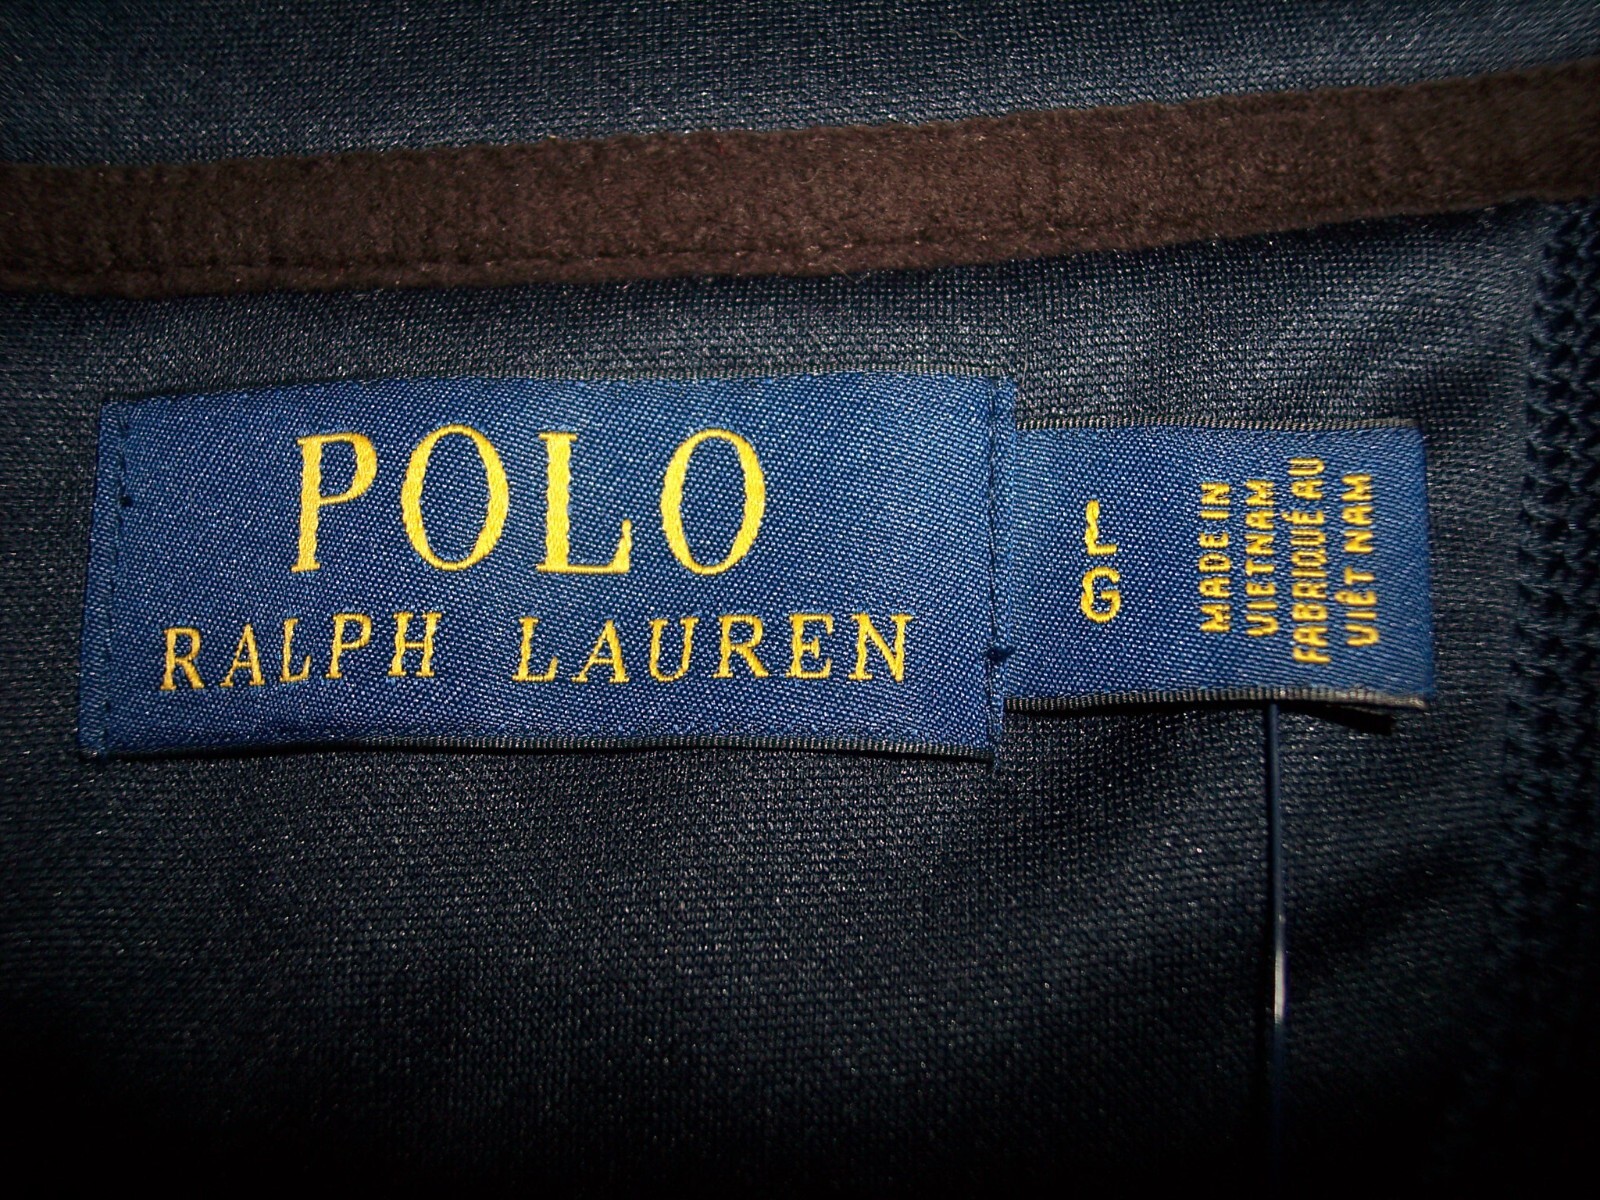 POLO
RALPH LAUREN
L
G
MADE IN
VIETNAM
FABRIQUÉ AU
VIÊT NAM